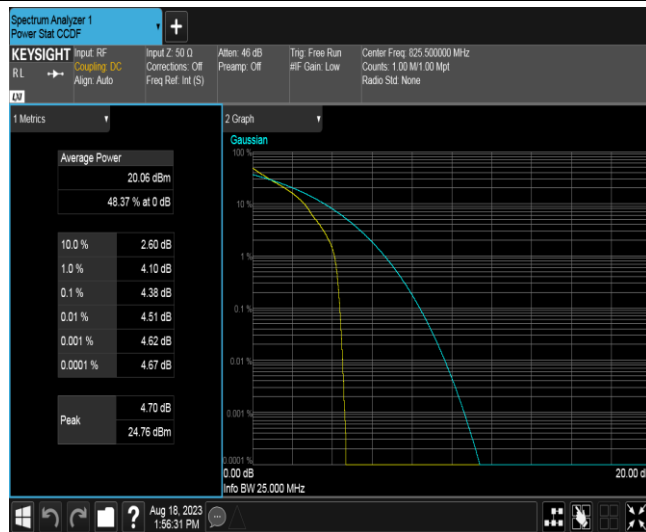 Spectrum Analyzer 1
Power Stat CCDF
+
KEYSIGHT
RL
LXI
Input: RF
Coupling: DC
Align: Auto
Input Z: 50 Ω
Corrections: Off
Freq Ref: Int (S)
Atten: 46 dB
Preamp: Off
Trig: Free Run
#IF Gain: Low
Center Freq: 825.500000 MHz
Counts: 1.00 M/1.00 Mpt
Radio Std: None
1 Metrics
Average Power
20.06 dBm
48.37 % at 0 dB
10.0 % 2.60 dB
1.0 % 4.10 dB
0.1 % 4.38 dB
0.01 % 4.51 dB
0.001 % 4.62 dB
0.0001 % 4.67 dB
Peak
4.70 dB
24.76 dBm
2 Graph
Gaussian
100 %
10 %
1 %
0.1 %
0.01 %
0.001 %
0.0001 %
0.00 dB
20.00 d
Info BW 25.000 MHz
?
Aug 18, 2023
1:56:31 PM